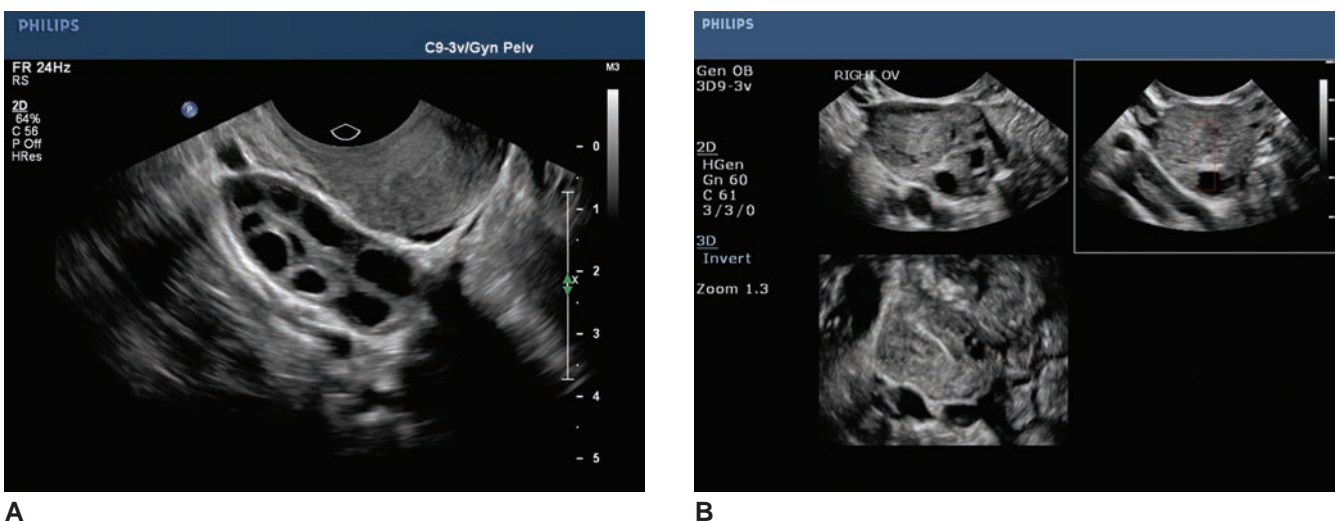 PHILIPS
C9-3v/Gyn Pelv
FR 24Hz
RS
M3
2D
64%
C 56
P Off
HRes
P
0
1
2
X
3
4
5
A
PHILIPS
Gen OB
3D9-3v
RIGHT OV
2D
HGen
Gn 60
C 61
3/3/0
3D
Invert
Zoom 1.3
B